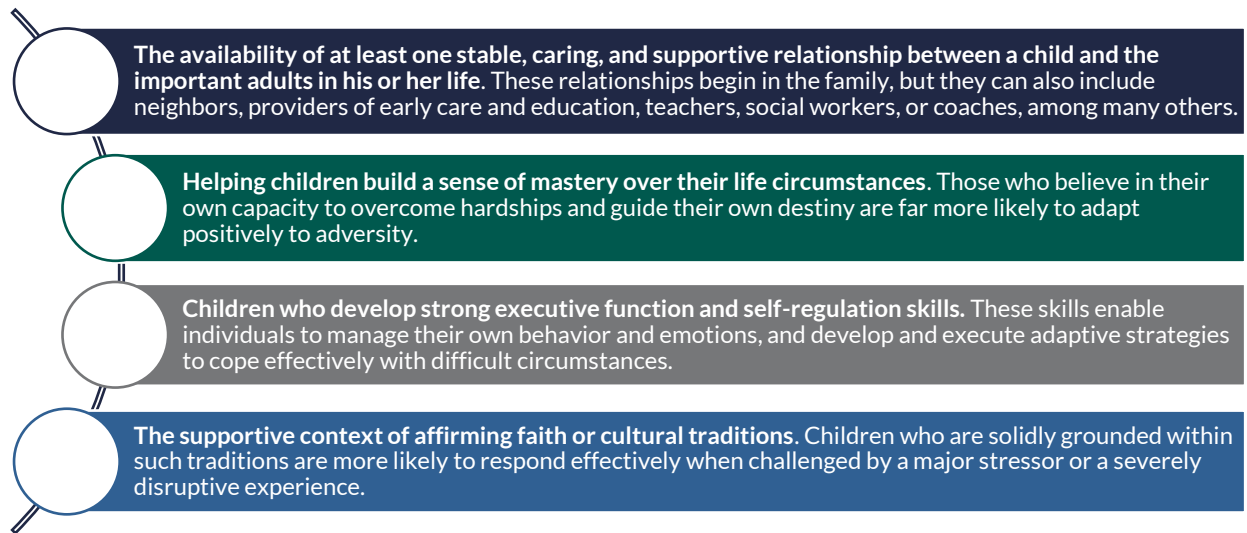 The availability of at least one stable, caring, and supportive relationship between a child and the
important adults in his or her life. These relationships begin in the family, but they can also include
neighbors, providers of early care and education, teachers, social workers, or coaches, among many others.
Helping children build a sense of mastery over their life circumstances. Those who believe in their
own capacity to overcome hardships and guide their own destiny are far more likely to adapt
positively to adversity.
Children who develop strong executive function and self-regulation skills. These skills enable
individuals to manage their own behavior and emotions, and develop and execute adaptive strategies
to cope effectively with difficult circumstances.
The supportive context of affirming faith or cultural traditions. Children who are solidly grounded within
such traditions are more likely to respond effectively when challenged by a major stressor or a severely
disruptive experience.